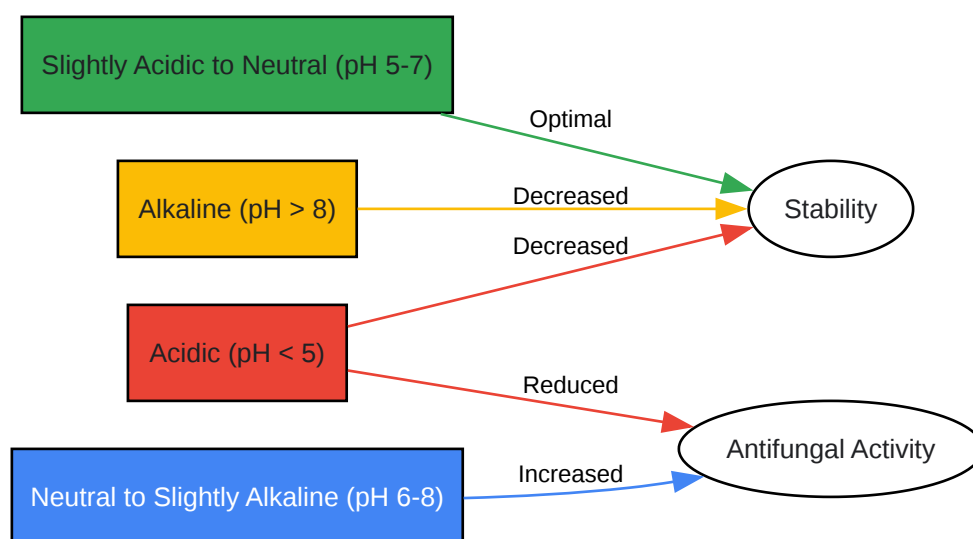 Slightly Acidic to Neutral (pH 5-7)
Optimal
Alkaline (pH > 8)
Decreased
Stability
Decreased
Acidic (pH < 5)
Reduced
Antifungal Activity
Increased
Neutral to Slightly Alkaline (pH 6-8)